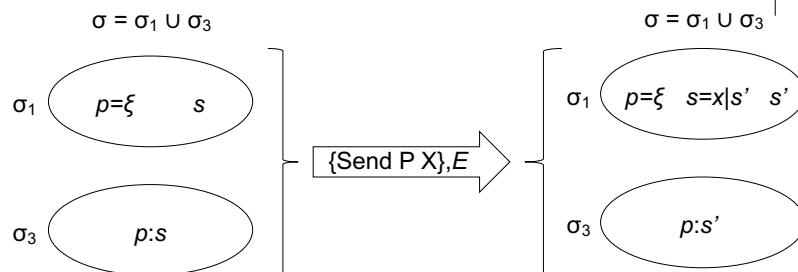 σ = σ₁ ∪ σ₃
σ₁ p=ξ s
σ₃ p:s
{Send P X},E
σ = σ₁ ∪ σ₃
σ₁ p=ξ s=x|s’ s’
σ₃ p:s’